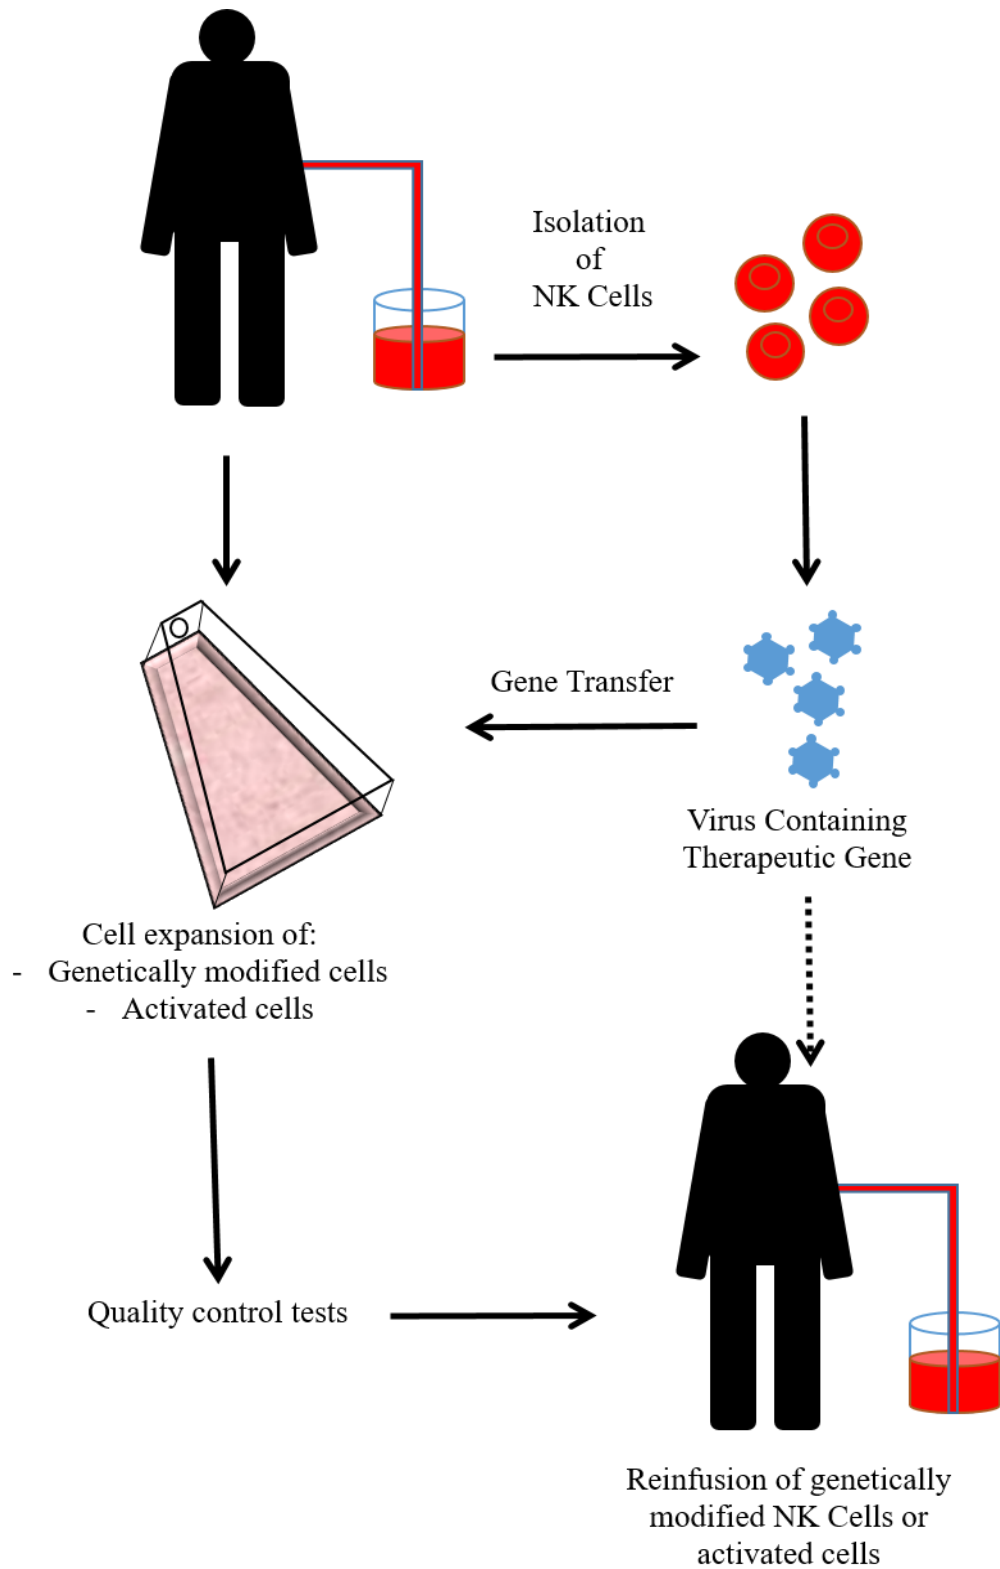 Isolation
of
NK Cells
Gene Transfer
Virus Containing
Therapeutic Gene
Cell expansion of:
- Genetically modified cells
- Activated cells
Quality control tests
Reinfusion of genetically
modified NK Cells or
activated cells